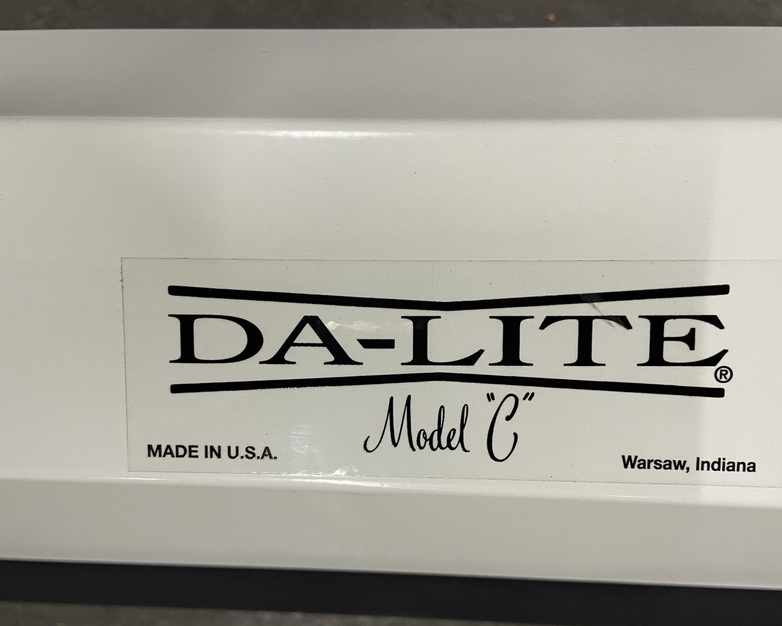 DA-LITE®
Model "C"
MADE IN U.S.A.
Warsaw, Indiana